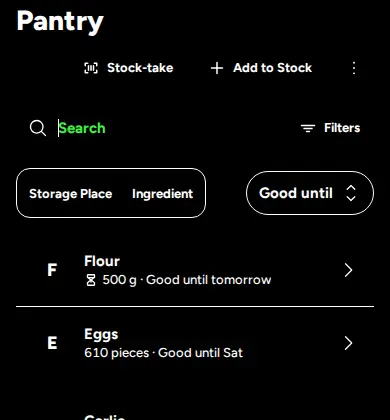 Pantry
Stock-take Add to Stock
Search Filters
Storage Place Ingredient Good until
F Flour
500 g · Good until tomorrow
E Eggs
610 pieces · Good until Sat